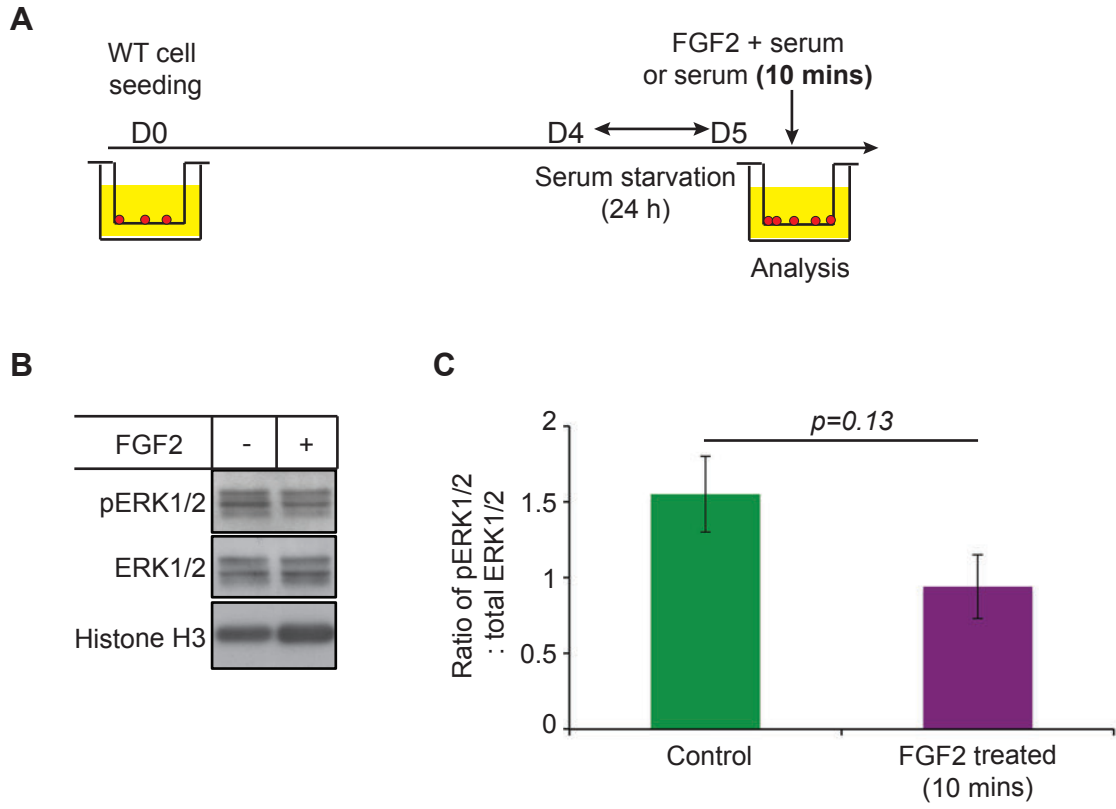 A
WT cell
seeding
FGF2 + serum
or serum (10 mins)
D0
D4
D5
Serum starvation
(24 h)
Analysis
B
FGF2
-
+
pERK1/2
ERK1/2
Histone H3
C
Ratio of pERK1/2
: total ERK1/2
2
1.5
1
0.5
0
p=0.13
Control
FGF2 treated
(10 mins)